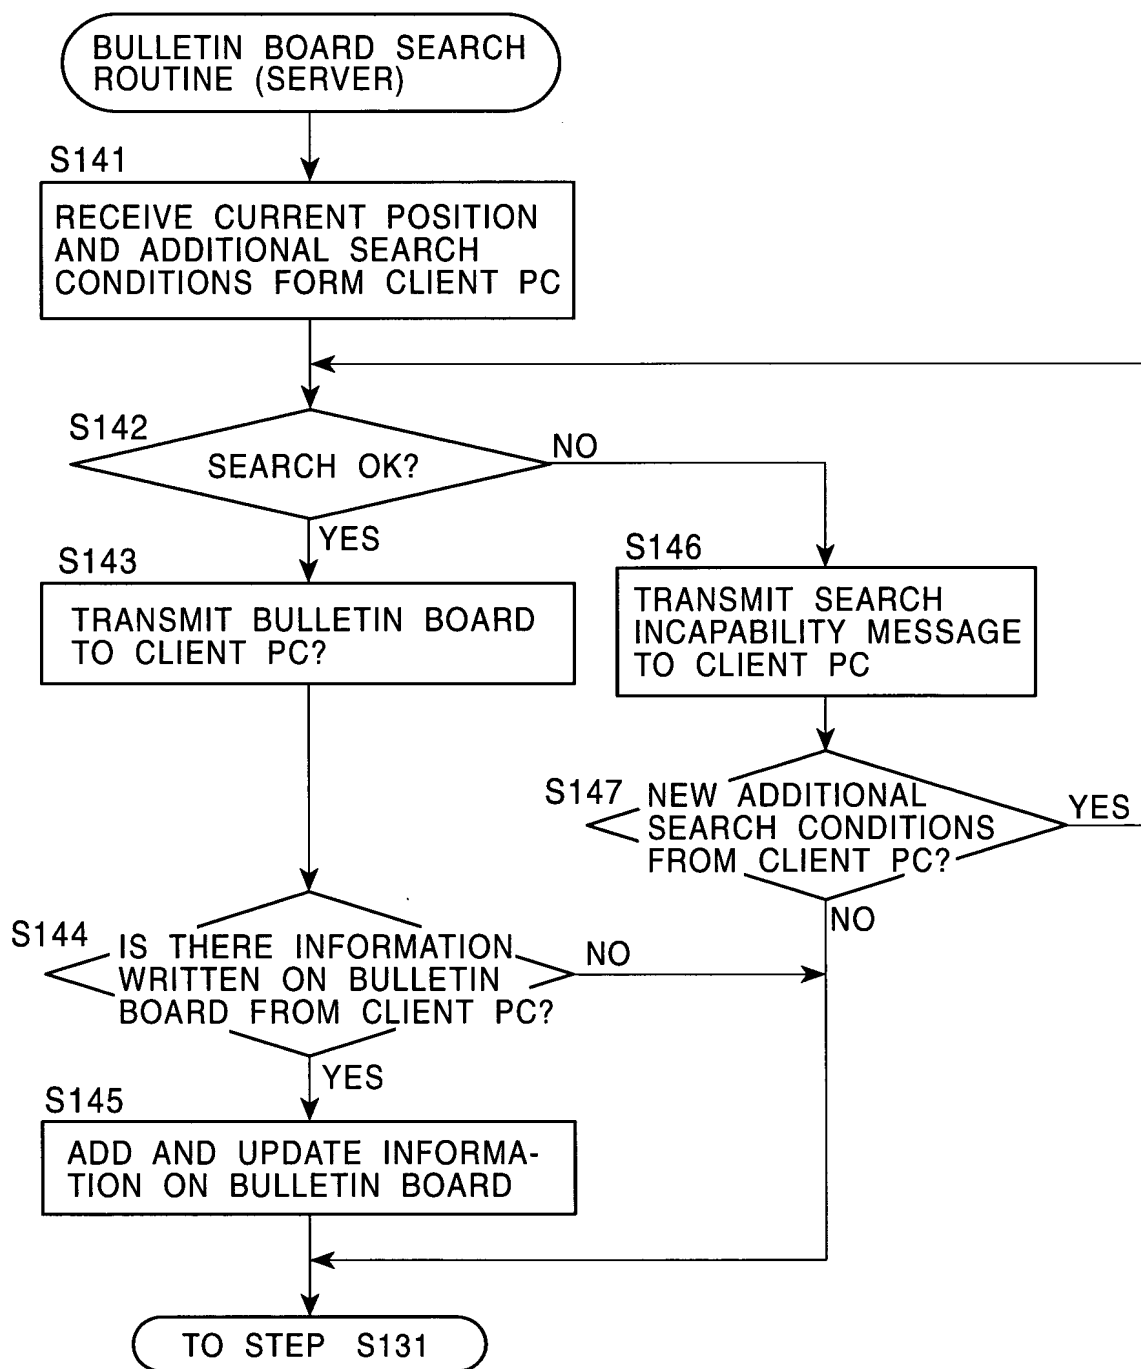 BULLETIN BOARD SEARCH
ROUTINE (SERVER)
S141
RECEIVE CURRENT POSITION
AND ADDITIONAL SEARCH
CONDITIONS FORM CLIENT PC
S142
SEARCH OK?
NO
YES
S143
TRANSMIT BULLETIN BOARD
TO CLIENT PC?
S146
TRANSMIT SEARCH
INCAPABILITY MESSAGE
TO CLIENT PC
S147
NEW ADDITIONAL
SEARCH CONDITIONS
FROM CLIENT PC?
YES
NO
S144
IS THERE INFORMATION
WRITTEN ON BULLETIN
BOARD FROM CLIENT PC?
NO
YES
S145
ADD AND UPDATE INFORMA-
TION ON BULLETIN BOARD
TO STEP S131